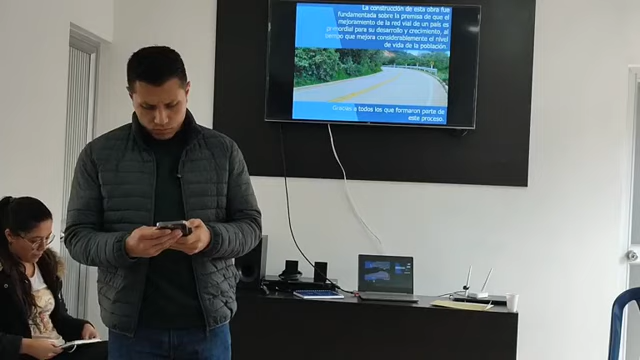 La construcción de esta obra fue
fundamentada sobre la premisa de que el
mejoramiento de la red vial de un país es
primordial para su desarrollo y crecimiento, al
tiempo que mejora considerablemente el nivel
de vida de la población.
Gracias a todos los que formaron parte de
este proceso.